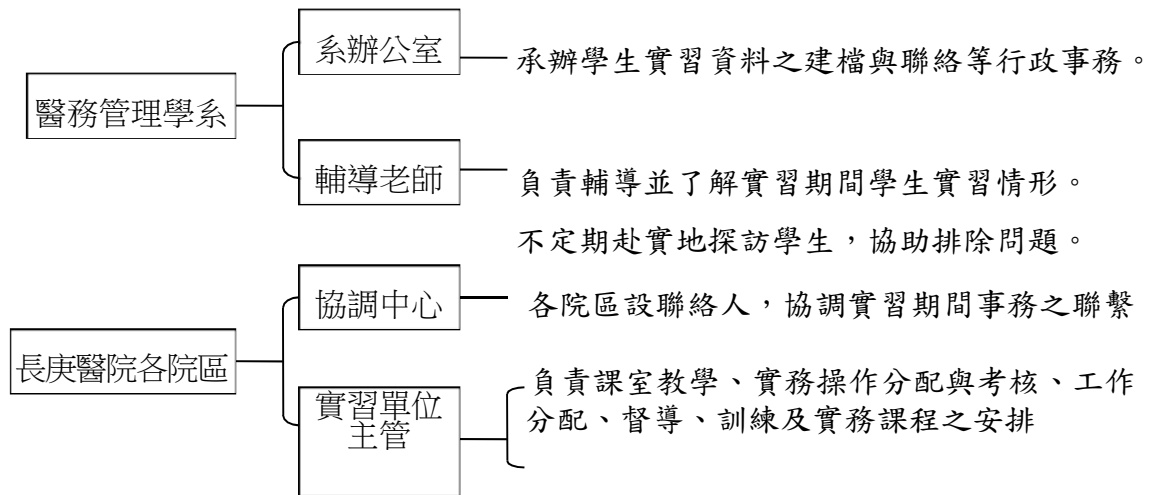 醫務管理學系
系辦公室
承辦學生實習資料之建檔與聯絡等行政事務。
輔導老師
負責輔導並了解實習期間學生實習情形。
不定期赴實地探訪學生，協助排除問題。
長庚醫院各院區
協調中心
各院區設聯絡人，協調實習期間事務之聯繫
實習單位
主管
負責課室教學、實務操作分配與考核、工作
分配、督導、訓練及實務課程之安排